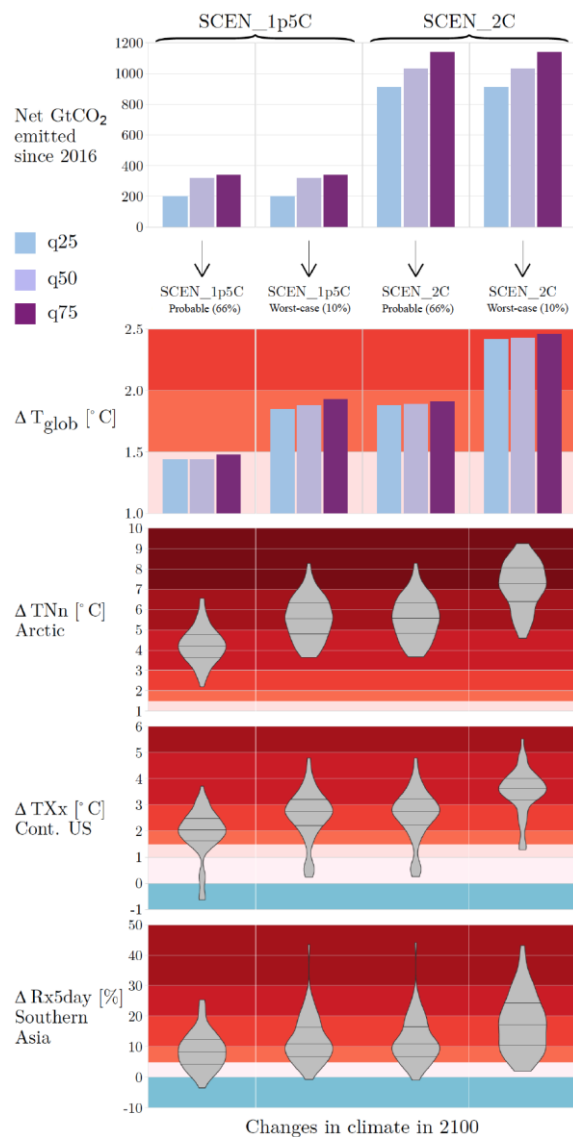 SCEN_1p5C SCEN_2C
1200
1000
800
600
400
200
0
Net GtCO₂
emitted
since 2016
q25
q50
q75
SCEN_1p5C SCEN_1p5C SCEN_2C SCEN_2C
Probable (66%) Worst-case (10%) Probable (66%) Worst-case (10%)
2.5
2.0
1.5
1.0
Δ T_glob [°C]
10
9
8
7
6
5
4
3
2
1
Δ TNn [°C]
Arctic
6
5
4
3
2
1
0
-1
Δ TXx [°C]
Cont. US
50
40
30
20
10
0
-10
Δ Rx5day [%]
Southern
Asia
Changes in climate in 2100